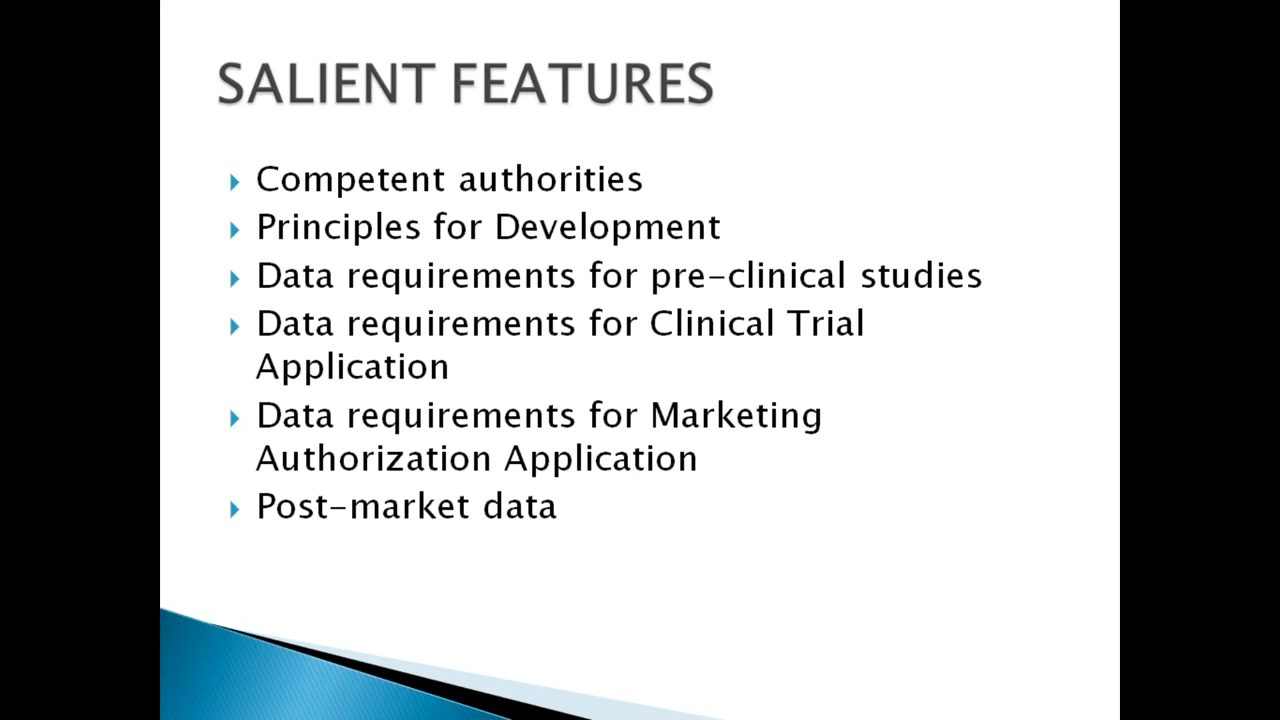 SALIENT FEATURES
Competent authorities
Principles for Development
Data requirements for pre-clinical studies
Data requirements for Clinical Trial
Application
Data requirements for Marketing
Authorization Application
Post-market data